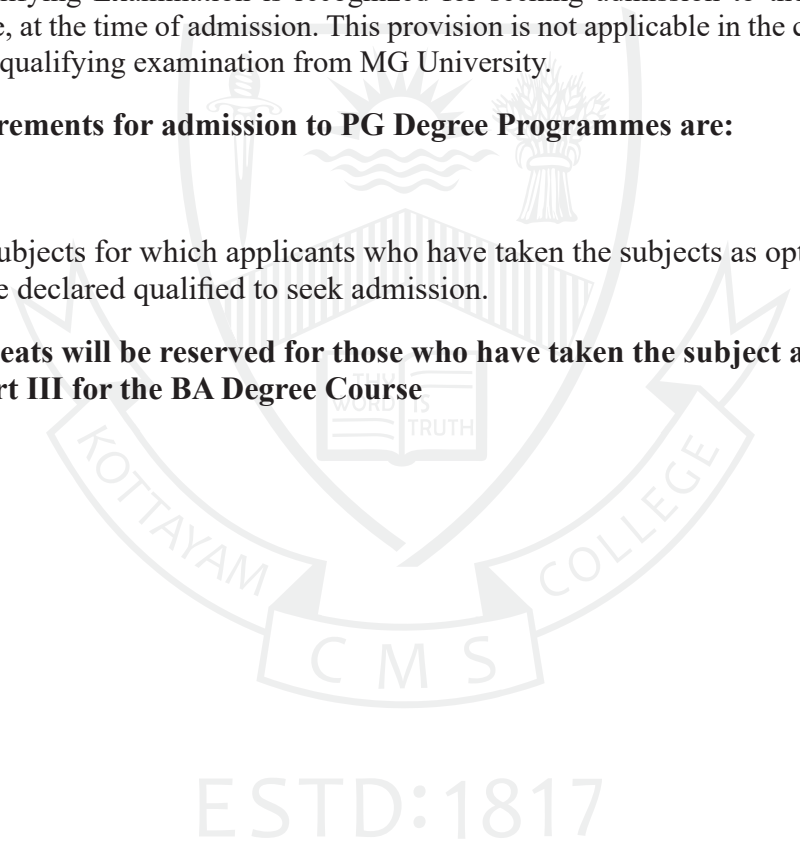 ifying Examination is recognized for seeking admission to the
e, at the time of admission. This provision is not applicable in the c
qualifying examination from MG University.
rements for admission to PG Degree Programmes are:
ubjects for which applicants who have taken the subjects as opt
e declared qualified to seek admission.
eats will be reserved for those who have taken the subject a
rt III for the BA Degree Course
THY
WORD IS
TRUTH
KOTTAYAM
COLLEGE
C M S
ESTD:1817